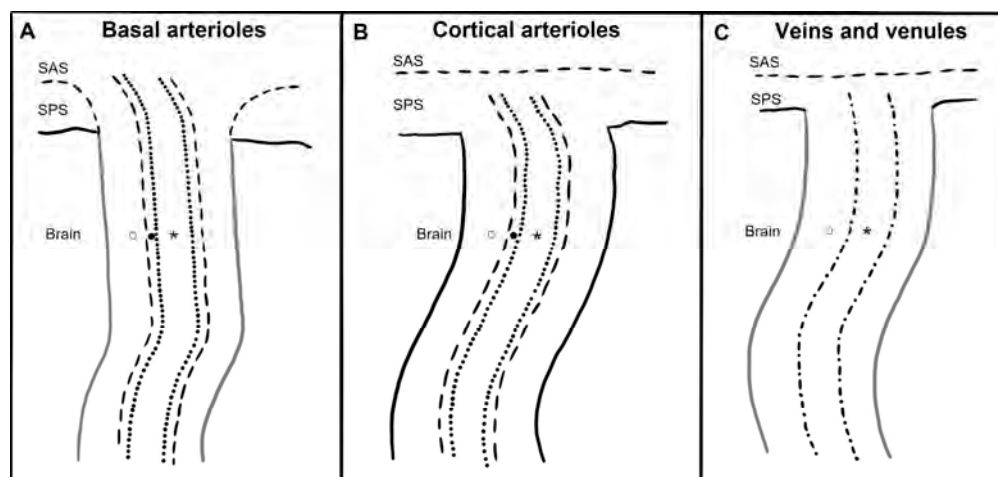 A Basal arterioles
SAS
SPS
Brain
B Cortical arterioles
SAS
SPS
Brain
C Veins and venules
SAS
SPS
Brain